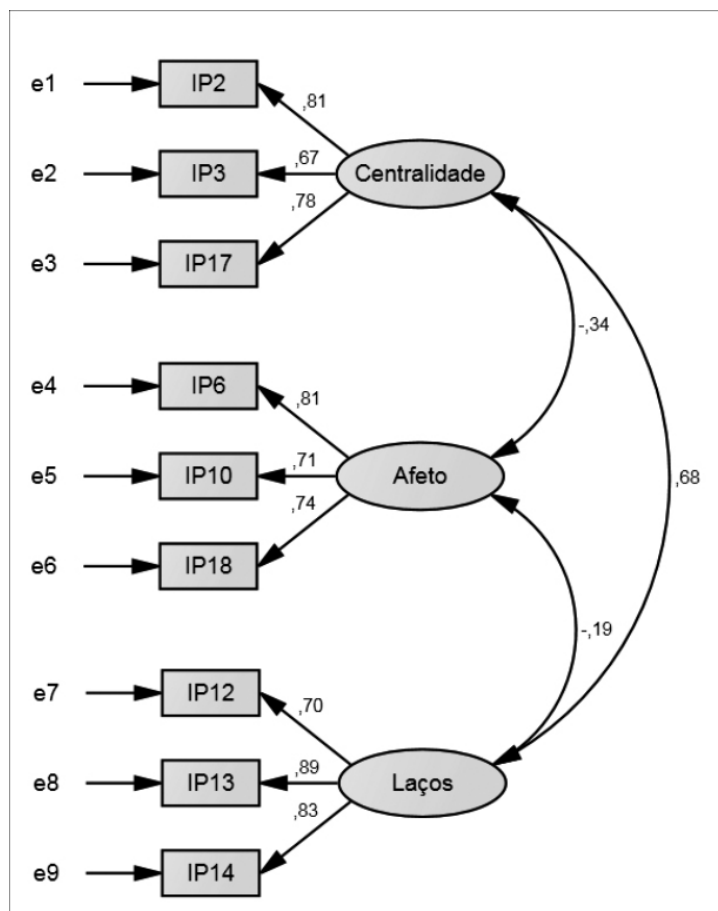 e1
IP2
,81
e2
IP3
,67
Centralidade
e3
IP17
,78
-,34
e4
IP6
,81
e5
IP10
,71
Afeto
,68
e6
IP18
,74
-,19
e7
IP12
,70
e8
IP13
,89
Laços
e9
IP14
,83